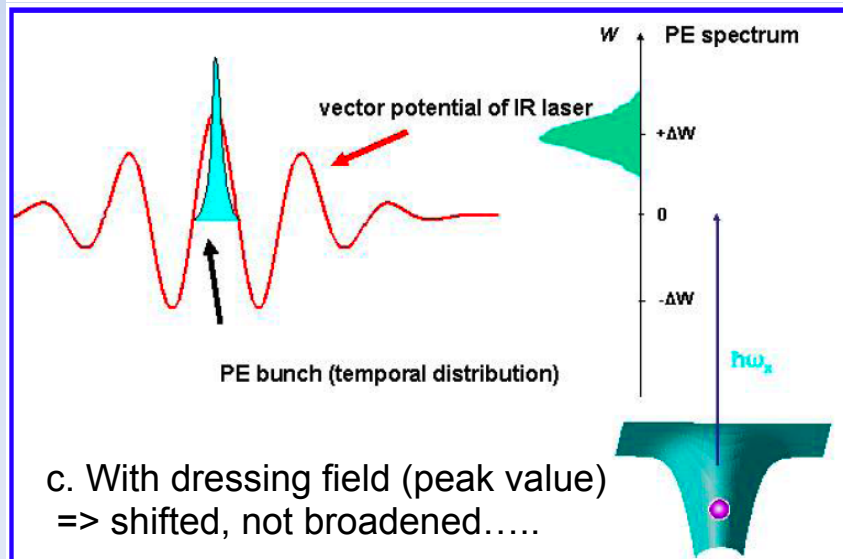 W PE spectrum
vector potential of IR laser
+ΔW
0
-ΔW
PE bunch (temporal distribution)
ħωₓ
c. With dressing field (peak value)
=> shifted, not broadened…..